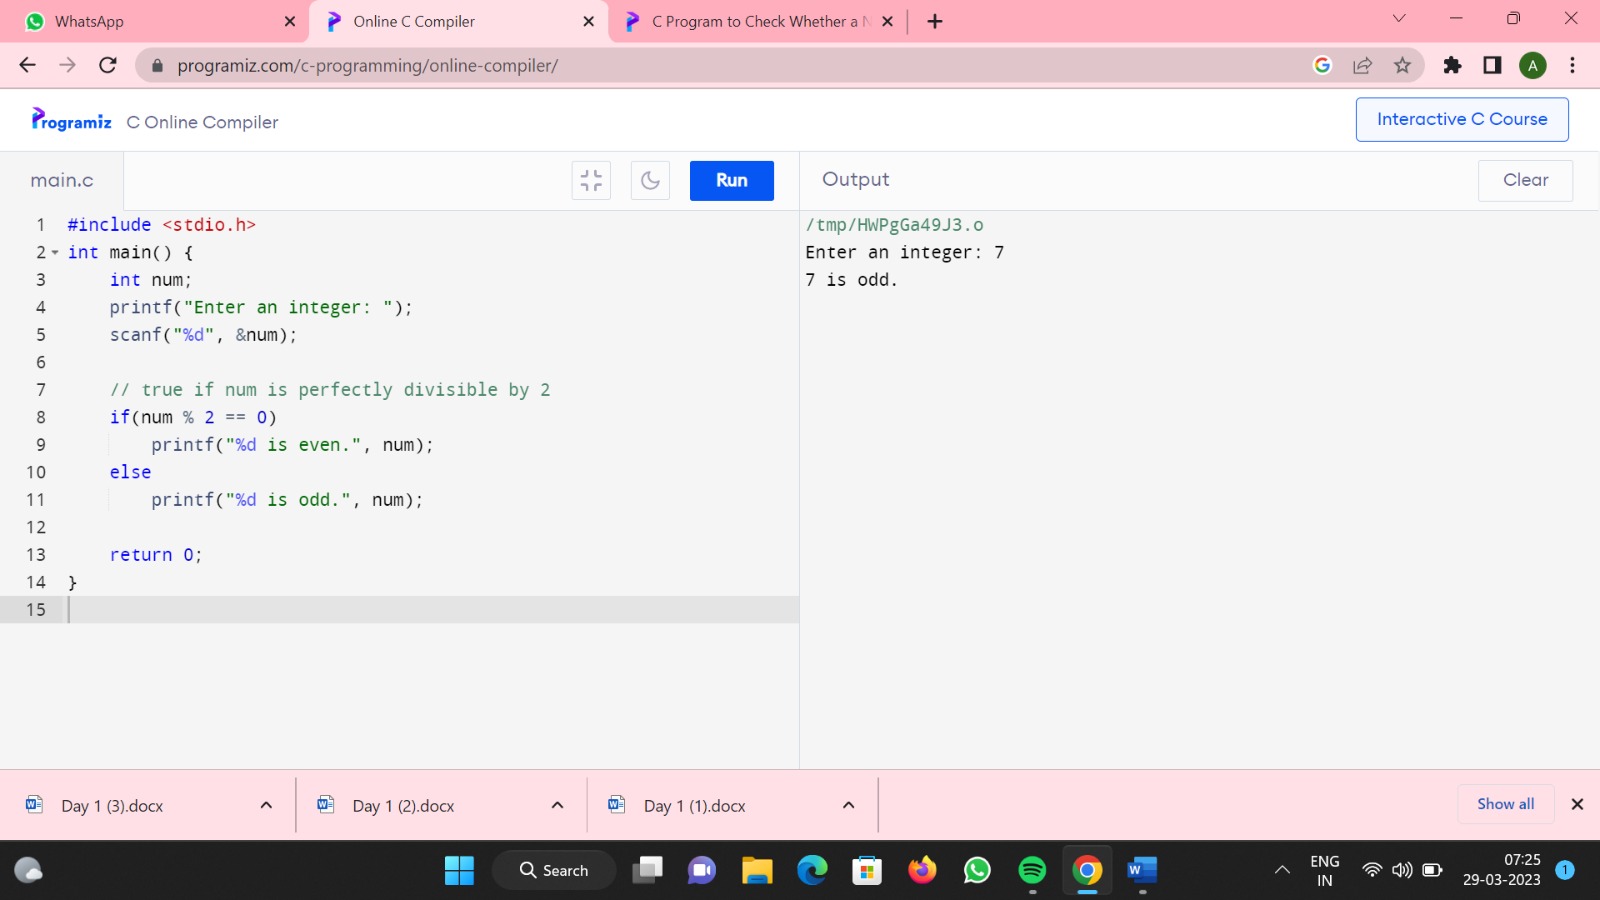 WhatsApp
Online C Compiler
C Program to Check Whether a N
programiz.com/c-programming/online-compiler/
A
Programiz C Online Compiler
Interactive C Course
main.c
Run
Output
Clear
1 #include <stdio.h>
2 int main() {
3     int num;
4     printf("Enter an integer: ");
5     scanf("%d", &num);
6
7     // true if num is perfectly divisible by 2
8     if(num % 2 == 0)
9         printf("%d is even.", num);
10     else
11         printf("%d is odd.", num);
12
13     return 0;
14 }
15
/tmp/HWPgGa49J3.o
Enter an integer: 7
7 is odd.
Day 1 (3).docx
Day 1 (2).docx
Day 1 (1).docx
Show all
Search
ENG
IN
07:25
29-03-2023
1